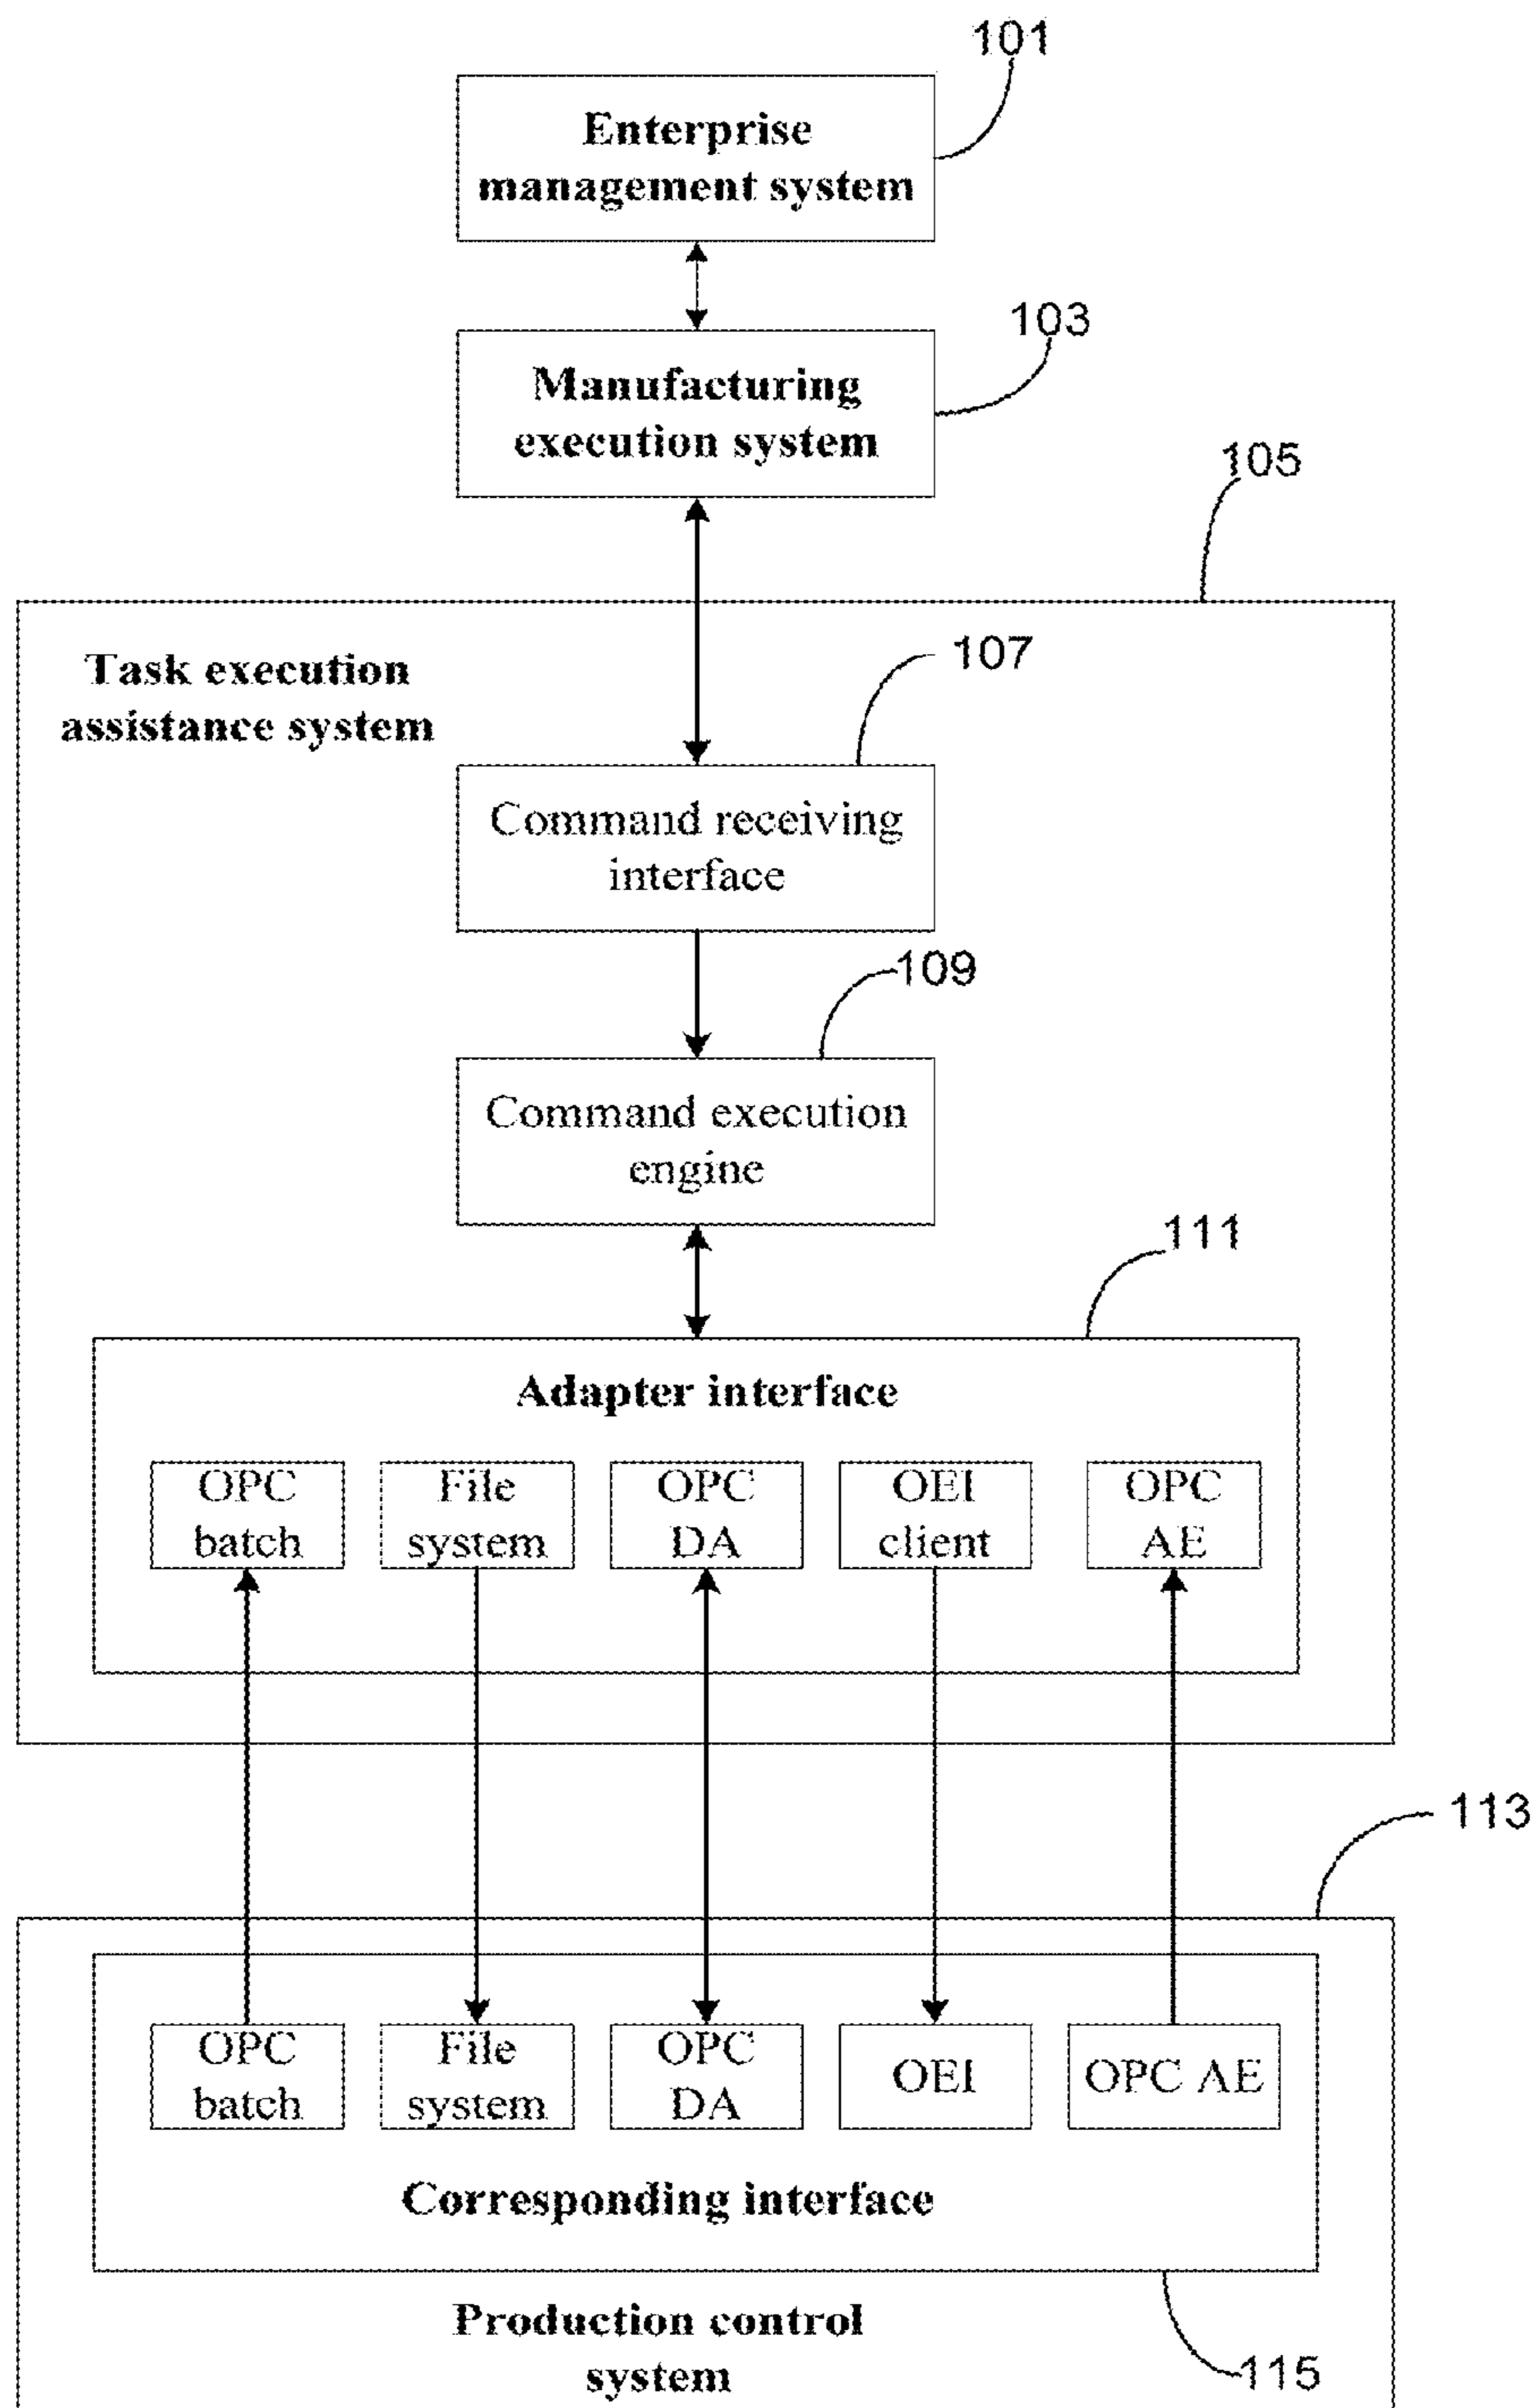 101
Enterprise
management system
103
Manufacturing
execution system
105
Task execution
assistance system
107
Command receiving
interface
109
Command execution
engine
111
Adapter interface
OPC
batch
File
system
OPC
DA
OEI
client
OPC
AE
113
OPC
batch
File
system
OPC
DA
OEI
OPC AE
Corresponding interface
Production control
system
115